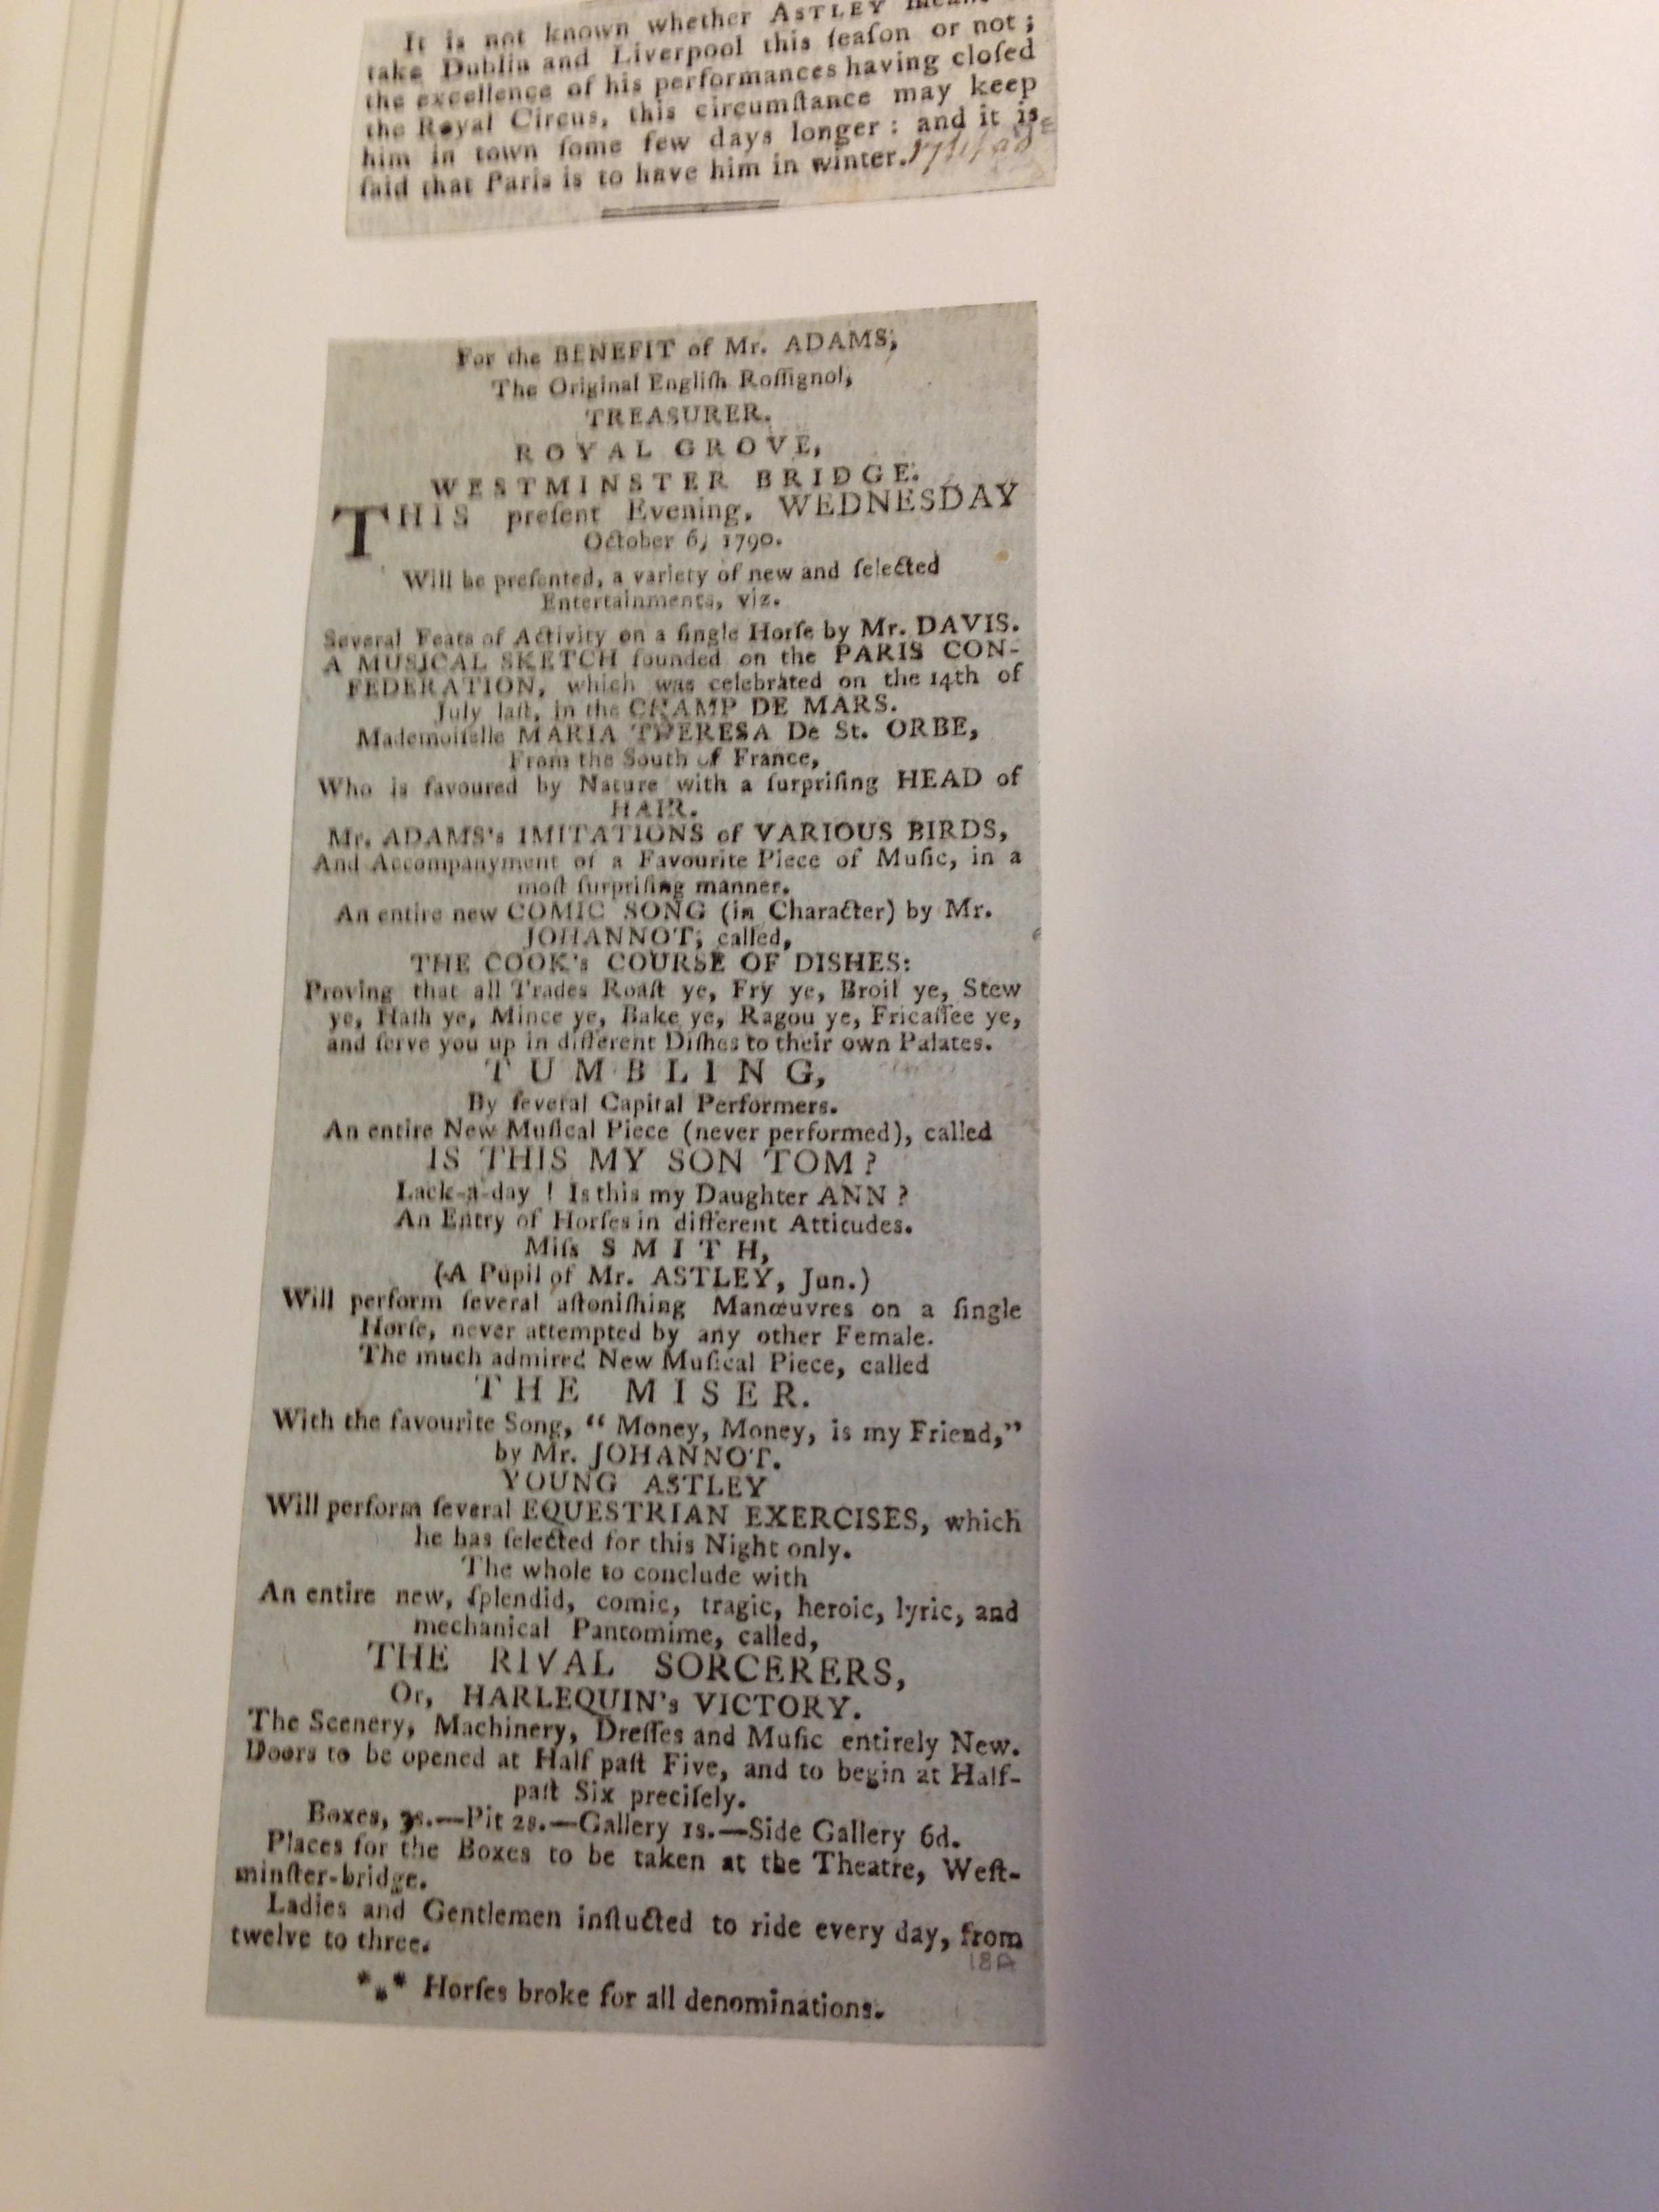 It is not known whether ASTLEY
take Dublin and Liverpool this ſeaſon or not;
the excellence of his performances having cloſed
the Royal Circus, this circumſtance may keep
him in town ſome few days longer: and it is
ſaid that Paris is to have him in winter.
For the BENEFIT of Mr. ADAMS,
The Original Engliſh Roſſignol,
TREASURER.
ROYAL GROVE,
WESTMINSTER BRIDGE.
THIS preſent Evening, WEDNESDAY
October 6, 1790.
Will be preſented, a variety of new and ſelected
Entertainments, viz.
Several Feats of Activity on a ſingle Horſe by Mr. DAVIS.
A MUSICAL SKETCH founded on the PARIS CON-
FEDERATION, which was celebrated on the 14th of
July laſt, in the CHAMP DE MARS.
Mademoiſelle MARIA THERESA De St. ORBE,
From the South of France,
Who is favoured by Nature with a ſurpriſing HEAD of
HAIR.
Mr. ADAMS's IMITATIONS of VARIOUS BIRDS,
And Accompanyment of a Favourite Piece of Muſic, in a
moſt ſurpriſing manner.
An entire new COMIC SONG (in Character) by Mr.
JOHANNOT, called,
THE COOK's COURSE OF DISHES:
Proving that all Trades Roaſt ye, Fry ye, Broil ye, Stew
ye, Haſh ye, Mince ye, Bake ye, Ragou ye, Fricaſſee ye,
and ſerve you up in different Diſhes to their own Palates.
TUMBLING,
By ſeveral Capital Performers.
An entire New Muſical Piece (never performed), called
IS THIS MY SON TOM?
Lack-a-day ! Is this my Daughter ANN ?
An Entry of Horſes in different Attitudes.
Miſs SMITH,
(A Pupil of Mr. ASTLEY, Jun.)
Will perform ſeveral aſtoniſhing Manœuvres on a ſingle
Horſe, never attempted by any other Female.
The much admired New Muſical Piece, called
THE MISER.
With the favourite Song, “ Money, Money, is my Friend,”
by Mr. JOHANNOT.
YOUNG ASTLEY
Will perform ſeveral EQUESTRIAN EXERCISES, which
he has ſelected for this Night only.
The whole to conclude with
An entire new, ſplendid, comic, tragic, heroic, lyric, and
mechanical Pantomime, called,
THE RIVAL SORCERERS,
Or, HARLEQUIN's VICTORY.
The Scenery, Machinery, Dreſſes and Muſic entirely New.
Doors to be opened at Half paſt Five, and to begin at Half-
paſt Six preciſely.
Boxes, 3s.—Pit 2s.—Gallery 1s.—Side Gallery 6d.
Places for the Boxes to be taken at the Theatre, Weſt-
minſter-bridge.
Ladies and Gentlemen inſtucted to ride every day, from
twelve to three.
18A
*⁎* Horſes broke for all denominations.